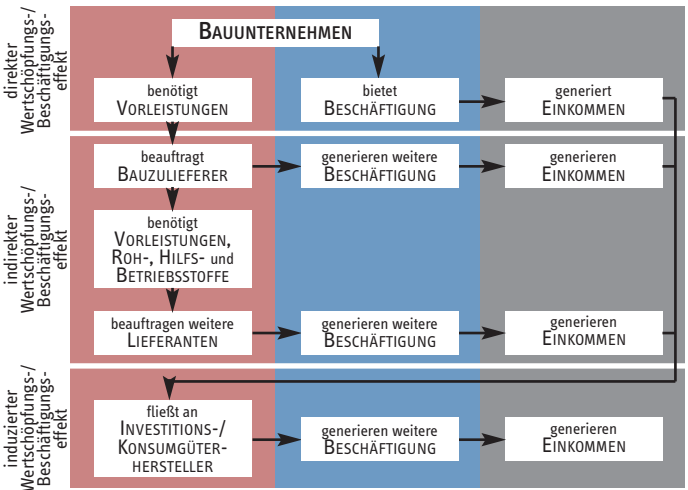 direkter
Wertschöpfungs-/
Beschäftigungs-
effekt
BAUUNTERNEHMEN
benötigt
VORLEISTUNGEN
bietet
BESCHÄFTIGUNG
generiert
EINKOMMEN
indirekter
Wertschöpfungs-/
Beschäftigungs-
effekt
beauftragt
BAUZULIEFERER
generieren weitere
BESCHÄFTIGUNG
generieren
EINKOMMEN
benötigt
VORLEISTUNGEN,
ROH-, HILFS- und
BETRIEBSSTOFFE
beauftragen weitere
LIEFERANTEN
generieren weitere
BESCHÄFTIGUNG
generieren
EINKOMMEN
induzierter
Wertschöpfungs-/
Beschäftigungs-
effekt
fließt an
INVESTITIONS-/
KONSUMGÜTER-
HERSTELLER
generieren weitere
BESCHÄFTIGUNG
generieren
EINKOMMEN